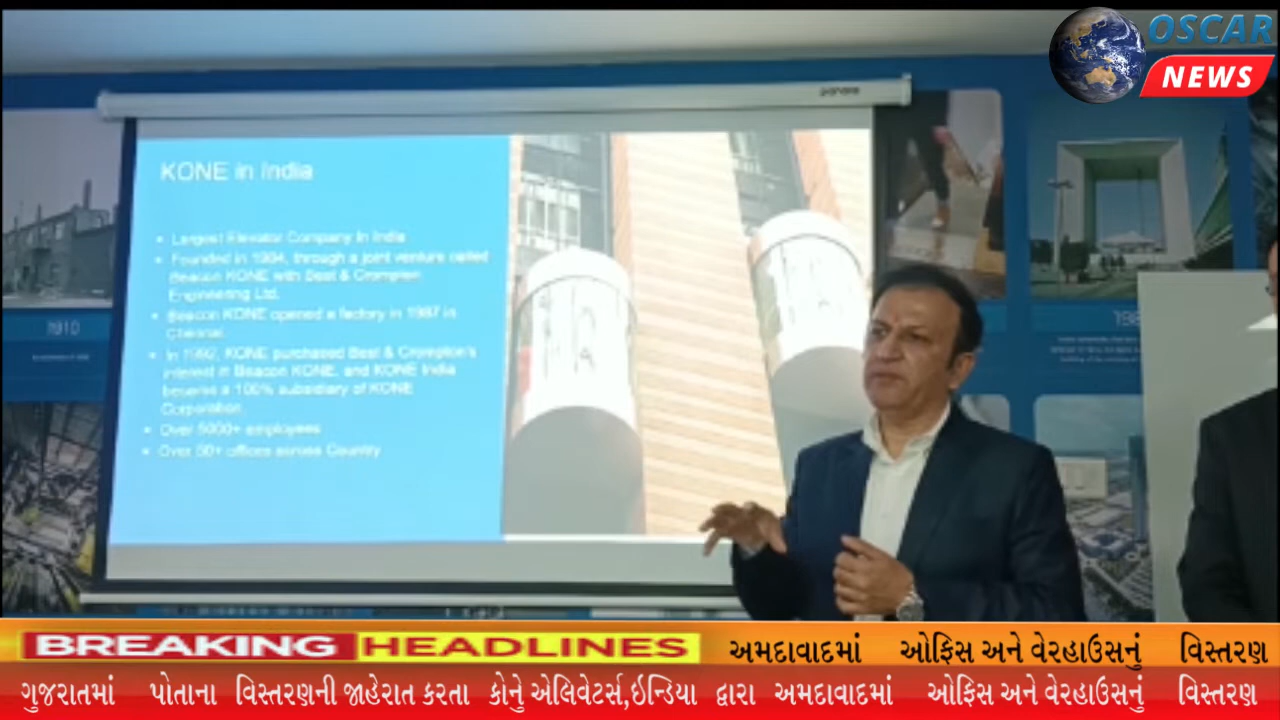 OSCAR
NEWS
KONE in India
• Largest Elevator Company in India
• Founded in 1984, through a joint venture called
Beacon KONE with Best & Crompton
Engineering Ltd.
• Beacon KONE opened a factory in 1987 in
Chennai.
• In 1992, KONE purchased Best & Crompton's
interest in Beacon KONE, and KONE India
became a 100% subsidiary of KONE
Corporation.
• Over 5000+ employees
• Over 50+ offices across Country
1910
BREAKING HEADLINES
અમદાવાદમાં ઓફિસ અને વેરહાઉસનું વિસ્તરણ
ગુજરાતમાં પોતાના વિસ્તરણની જાહેરાત કરતા કોનું એલિવેટર્સ,ઇન્ડિયા દ્વારા અમદાવાદમાં ઓફિસ અને વેરહાઉસનું વિસ્તરણ